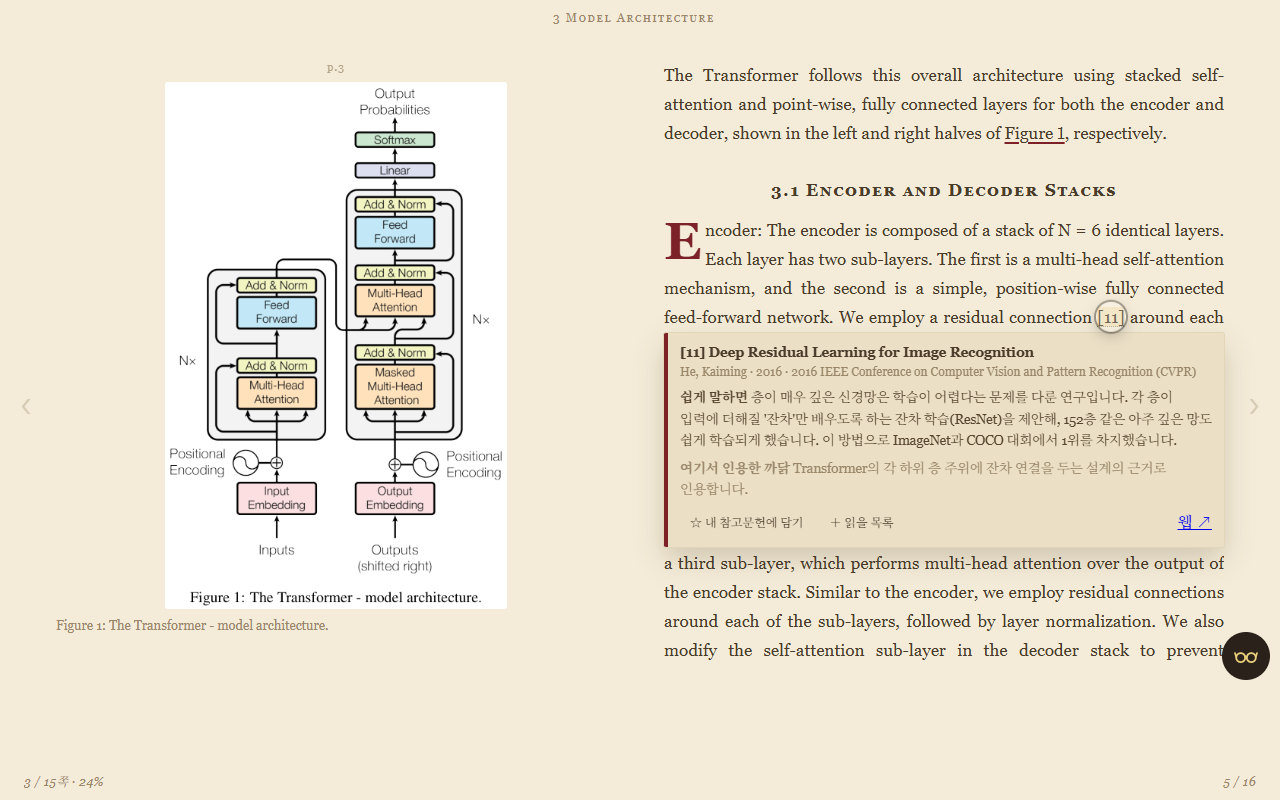 3 Model Architecture
p.3
Output
Probabilities
Softmax
Linear
Add & Norm
Feed
Forward
Add & Norm
Multi-Head
Attention
Add & Norm
Masked
Multi-Head
Attention
Nx
Add & Norm
Feed
Forward
Nx
Add & Norm
Multi-Head
Attention
Positional
Encoding
Positional
Encoding
Input
Embedding
Output
Embedding
Inputs
Outputs
(shifted right)
Figure 1: The Transformer - model architecture.
Figure 1: The Transformer - model architecture.
The Transformer follows this overall architecture using stacked self-
attention and point-wise, fully connected layers for both the encoder and
decoder, shown in the left and right halves of Figure 1, respectively.
3.1 Encoder and Decoder Stacks
Encoder: The encoder is composed of a stack of N = 6 identical layers.
Each layer has two sub-layers. The first is a multi-head self-attention
mechanism, and the second is a simple, position-wise fully connected
feed-forward network. We employ a residual connection [11] around each
[11] Deep Residual Learning for Image Recognition
He, Kaiming · 2016 · 2016 IEEE Conference on Computer Vision and Pattern Recognition (CVPR)
쉽게 말하면 층이 매우 깊은 신경망은 학습이 어렵다는 문제를 다룬 연구입니다. 각 층이
입력에 더해질 '잔차'만 배우도록 하는 잔차 학습(ResNet)을 제안해, 152층 같은 아주 깊은 망도
쉽게 학습되게 했습니다. 이 방법으로 ImageNet과 COCO 대회에서 1위를 차지했습니다.
여기서 인용한 까닭 Transformer의 각 하위 층 주위에 잔차 연결을 두는 설계의 근거로
인용합니다.
☆ 내 참고문헌에 담기 + 읽을 목록 웹 ↗
a third sub-layer, which performs multi-head attention over the output of
the encoder stack. Similar to the encoder, we employ residual connections
around each of the sub-layers, followed by layer normalization. We also
modify the self-attention sub-layer in the decoder stack to prevent
3 / 15쪽 · 24%
5 / 16